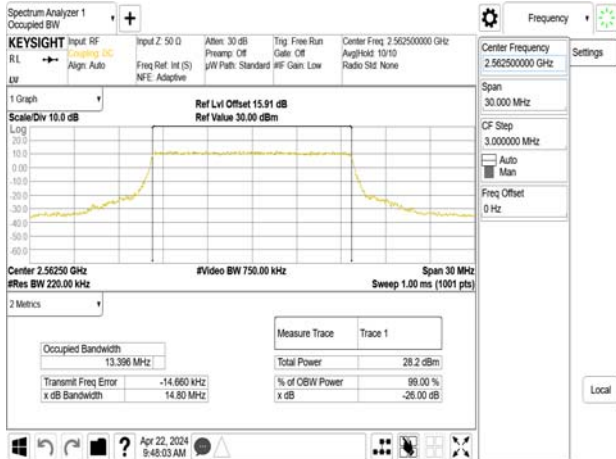 Spectrum Analyzer 1
Occupied BW
KEYSIGHT
RL
Input: RF
Coupling: DC
Align: Auto
Input Z: 50 Ω
Freq Ref: Int (S)
NFE: Adaptive
Atten: 30 dB
Preamp: Off
µW Path: Standard
Trig: Free Run
Gate: Off
#IF Gain: Low
Center Freq: 2.562500000 GHz
Avg|Hold: 10/10
Radio Std: None
1 Graph
Scale/Div 10.0 dB
Ref Lvl Offset 15.91 dB
Ref Value 30.00 dBm
Log
20.0
10.0
0.00
-10.0
-20.0
-30.0
-40.0
-50.0
-60.0
Center 2.56250 GHz
#Res BW 220.00 kHz
#Video BW 750.00 kHz
Span 30 MHz
Sweep 1.00 ms (1001 pts)
2 Metrics
Measure Trace Trace 1
Occupied Bandwidth
13.396 MHz
Total Power 28.2 dBm
Transmit Freq Error -14.660 kHz
% of OBW Power 99.00 %
x dB Bandwidth 14.80 MHz
x dB -26.00 dB
Apr 22, 2024
9:48:03 AM
Frequency
Center Frequency
2.562500000 GHz
Settings
Span
30.000 MHz
CF Step
3.000000 MHz
Auto
Man
Freq Offset
0 Hz
Local